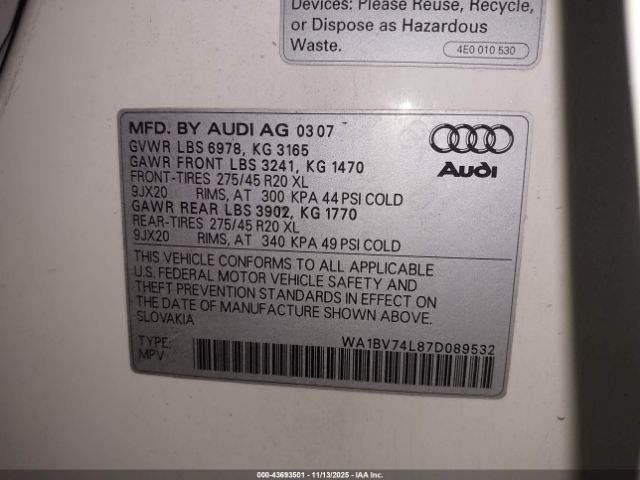 Devices: Please Reuse, Recycle,
or Dispose as Hazardous
Waste.
4E0 010 530
MFD. BY AUDI AG 03 07
GVWR LBS 6978, KG 3165
GAWR FRONT LBS 3241, KG 1470
FRONT-TIRES 275/45 R20 XL
9JX20 RIMS, AT 300 KPA 44 PSI COLD
GAWR REAR LBS 3902, KG 1770
REAR-TIRES 275/45 R20 XL
9JX20 RIMS, AT 340 KPA 49 PSI COLD
Audi
THIS VEHICLE CONFORMS TO ALL APPLICABLE
U.S. FEDERAL MOTOR VEHICLE SAFETY AND
THEFT PREVENTION STANDARDS IN EFFECT ON
THE DATE OF MANUFACTURE SHOWN ABOVE.
SLOVAKIA
TYPE: WA1BV74L87D089532
MPV
000-43693501 - 11/13/2025 - IAA Inc.